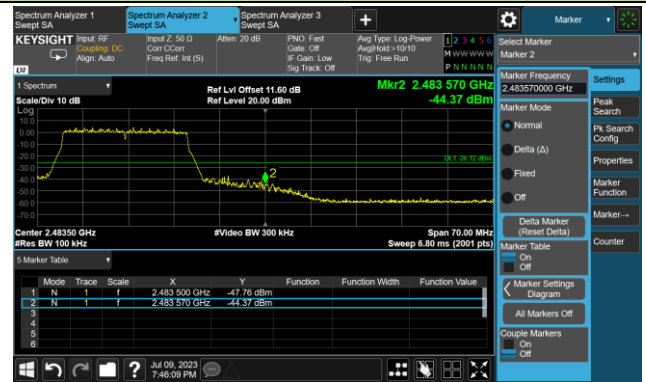 Spectrum Analyzer 1
Swept SA
Spectrum Analyzer 2
Swept SA
Spectrum Analyzer 3
Swept SA
+
Marker
KEYSIGHT
Input: RF
Coupling: DC
Align: Auto
Input Z: 50 Ω
Corr CCorr
Freq Ref: Int (S)
Atten: 20 dB
PNO: Fast
Gate: Off
IF Gain: Low
Sig Track: Off
Avg Type: Log-Power
Avg|Hold:>10/10
Trig: Free Run
1 2 3 4 5 6
M W W W W W
P N N N N N
LXI
Select Marker
Marker 2
1 Spectrum
Scale/Div 10 dB
Ref Lvl Offset 11.60 dB
Ref Level 20.00 dBm
Mkr2 2.483 570 GHz
-44.37 dBm
Log
10.0
0.00
-10.0
-20.0
-30.0
-40.0
-50.0
-60.0
-70.0
DL1 -26.12 dBm
2
Center 2.48350 GHz
#Res BW 100 kHz
#Video BW 300 kHz
Span 70.00 MHz
Sweep 6.80 ms (2001 pts)
Marker Frequency
2.483570000 GHz
Marker Mode
Normal
Delta (Δ)
Fixed
Off
Delta Marker
(Reset Delta)
Marker Table
On
Off
Marker Settings
Diagram
All Markers Off
Couple Markers
On
Off
Settings
Peak
Search
Pk Search
Config
Properties
Marker
Function
Marker→
Counter
5 Marker Table
Mode Trace Scale X Y Function Function Width Function Value
1 N 1 f 2.483 500 GHz -47.76 dBm
2 N 1 f 2.483 570 GHz -44.37 dBm
3
4
5
6
?
Jul 09, 2023
7:46:09 PM